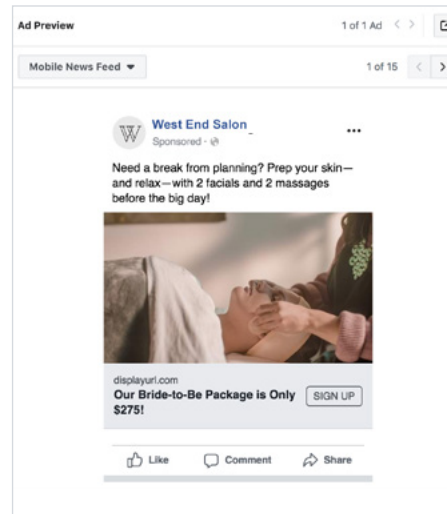 Ad Preview
1 of 1 Ad
Mobile News Feed
1 of 15
W
West End Salon
Sponsored ·
Need a break from planning? Prep your skin—
and relax—with 2 facials and 2 massages
before the big day!
displayurl.com
Our Bride-to-Be Package is Only
$275!
SIGN UP
Like
Comment
Share